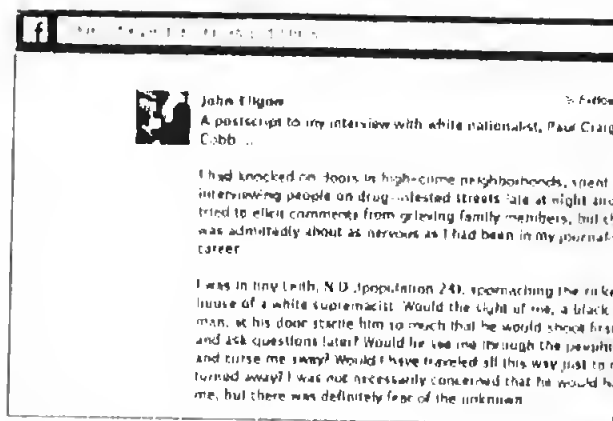 f
John Eligon
A postscript to my interview with white nationalist, Paul Craig
Cobb ...
I had knocked on doors in high-crime neighborhoods, spent
interviewing people on drug-infested streets late at night and
tried to elicit comments from grieving family members, but
was admittedly about as nervous as I had been in my journal
career
I was in tiny Leith, N.D. (population 24), approaching the
house of a white supremacist. Would the sight of me, a black
man, at his door startle him so much that he would shoot first
and ask questions later? Would he see me through the
and curse me away? Would I have traveled all this way just to
turned away? I was not necessarily concerned that he would
me, but there was definitely fear of the unknown